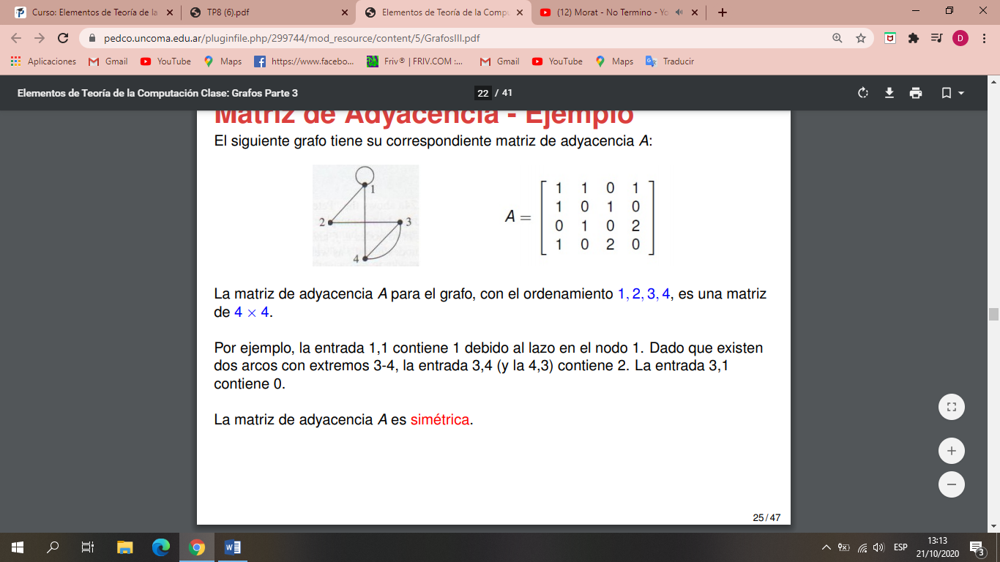 Curso: Elementos de Teoría de la
TP8 (6).pdf
Elementos de Teoría de la Compu
(12) Morat - No Termino - Yo
pedco.uncoma.edu.ar/pluginfile.php/299744/mod_resource/content/5/GrafosIII.pdf
D
Aplicaciones
Gmail
YouTube
Maps
https://www.facebo...
Friv® | FRIV.COM :...
Gmail
YouTube
Maps
Traducir
Elementos de Teoría de la Computación Clase: Grafos Parte 3
22 / 41
Matriz de Adyacencia - Ejemplo
El siguiente grafo tiene su correspondiente matriz de adyacencia A:
1
2
3
4
A =
1 1 0 1
1 0 1 0
0 1 0 2
1 0 2 0
La matriz de adyacencia A para el grafo, con el ordenamiento 1, 2, 3, 4, es una matriz
de 4 × 4.
Por ejemplo, la entrada 1,1 contiene 1 debido al lazo en el nodo 1. Dado que existen
dos arcos con extremos 3-4, la entrada 3,4 (y la 4,3) contiene 2. La entrada 3,1
contiene 0.
La matriz de adyacencia A es simétrica.
25 / 47
ESP
13:13
21/10/2020
3